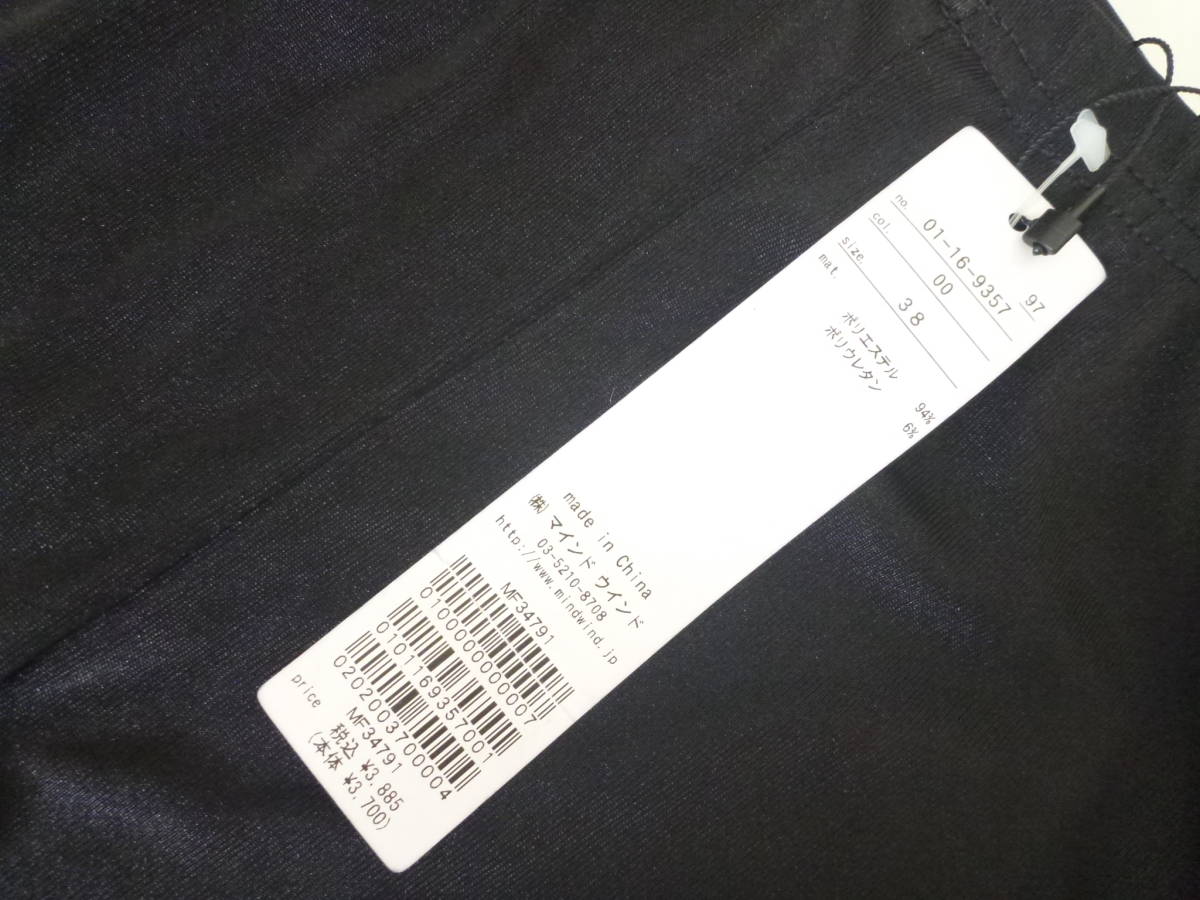 no. 01-16-9357 97
col. 00
size. 38
mat. ポリエステル 94%
ポリウレタン 6%
made in China
㈱マインドウインド
03-5210-8708
http://www.mindwind.jp
MF34791
0100000000007
0101169357001
0202003700004
MF34791
price 税込 ¥3,885
(本体 ¥3,700)